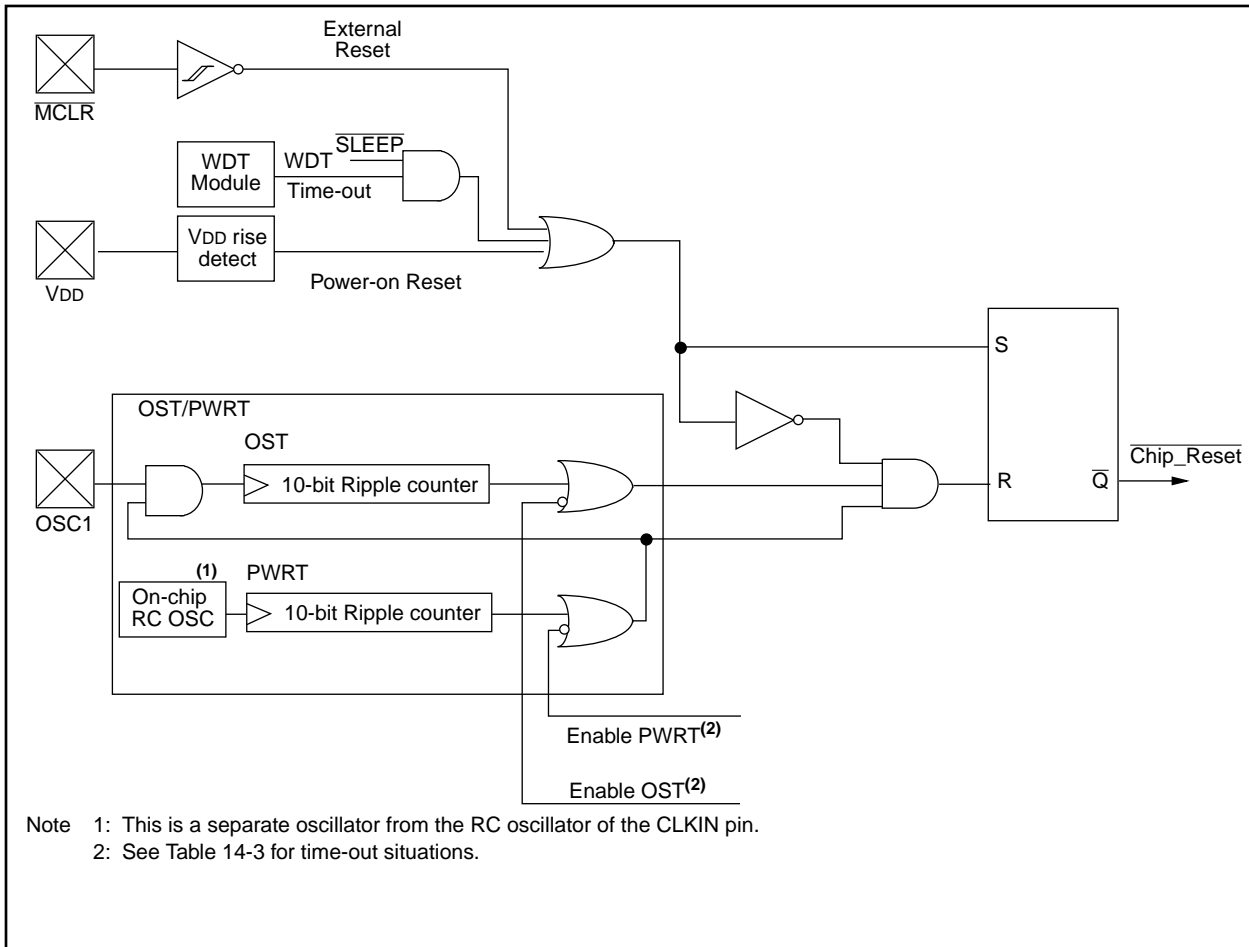 External
Reset
MCLR
SLEEP
WDT
Module
WDT
Time-out
VDD rise
detect
VDD
Power-on Reset
S
OST/PWRT
OST
10-bit Ripple counter
OSC1
Chip_Reset
R
Q
(1)
PWRT
On-chip
RC OSC
10-bit Ripple counter
Enable PWRT(2)
Enable OST(2)
Note 1: This is a separate oscillator from the RC oscillator of the CLKIN pin.
2: See Table 14-3 for time-out situations.